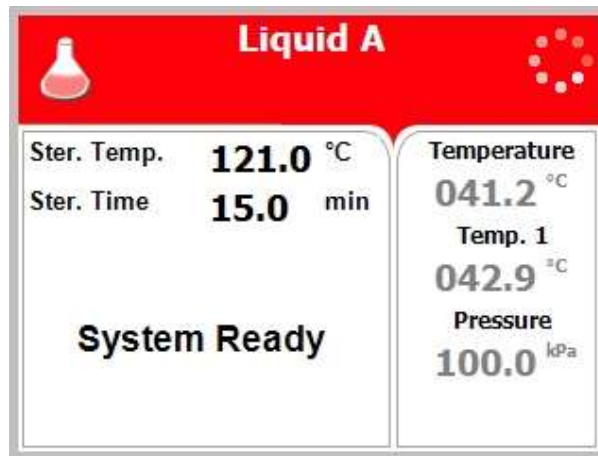 Liquid A
Ster. Temp. 121.0 °C
Ster. Time 15.0 min
System Ready
Temperature
041.2 °C
Temp. 1
042.9 °C
Pressure
100.0 kPa